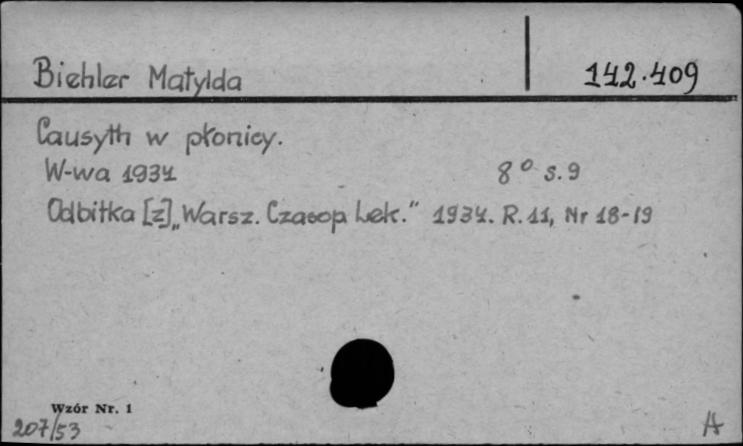 Biehler Matylda 142.409
Causyth w płonicy.
W-wa 1934 8° s.9
Odbitka [z] „Warsz. Czasop Lek.” 1934. R.11, Nr 18-19
Wzór Nr. 1
207/53 A